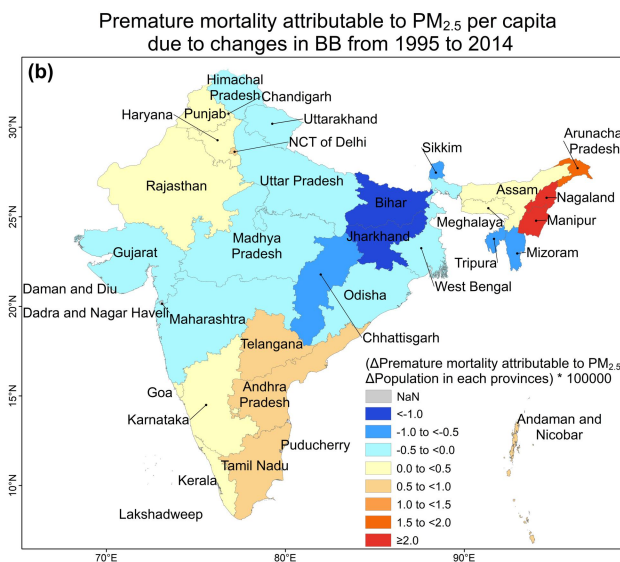 Premature mortality attributable to PM2.5 per capita
due to changes in BB from 1995 to 2014
(b)
Himachal
Pradesh
Chandigarh
Haryana
Punjab
Uttarakhand
NCT of Delhi
Rajasthan
Uttar Pradesh
Sikkim
Arunacha
Pradesh
Assam
Nagaland
Bihar
Meghalaya
Manipur
Jharkhand
Madhya
Pradesh
Gujarat
Tripura
Mizoram
West Bengal
Daman and Diu
Dadra and Nagar Haveli
Maharashtra
Odisha
Chhattisgarh
Telangana
Goa
Karnataka
Andhra
Pradesh
Puducherry
Tamil Nadu
Kerala
Lakshadweep
Andaman and
Nicobar
(ΔPremature mortality attributable to PM2.5
ΔPopulation in each provinces) * 100000
NaN
<-1.0
-1.0 to <-0.5
-0.5 to <0.0
0.0 to <0.5
0.5 to <1.0
1.0 to <1.5
1.5 to <2.0
≥2.0
30°N
25°N
20°N
15°N
10°N
70°E
80°E
90°E